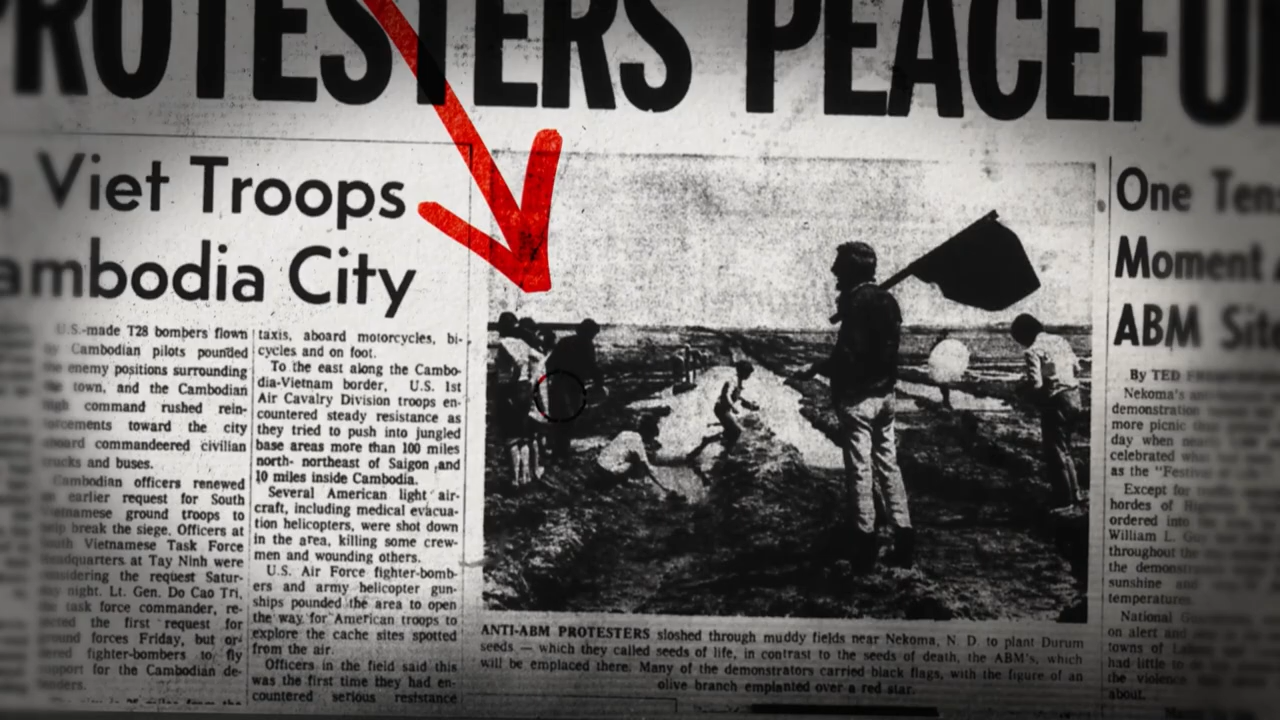 ROTESTERS PEACEFU
Viet Troops
ambodia City
U.S.-made T28 bombers flown
by Cambodian pilots pounded
enemy positions surrounding
town, and the Cambodian
high command rushed rein-
forcements toward the city
aboard commandeered civilian
trucks and buses.
Cambodian officers renewed
earlier request for South
Vietnamese ground troops to
help break the siege. Officers at
South Vietnamese Task Force
headquarters at Tay Ninh were
considering the request Satur-
day night. Lt. Gen. Do Cao Tri,
task force commander, re-
the first request for
ground forces Friday, but or-
dered fighter-bombers to fly
support for the Cambodian de-
fenders.
taxis, aboard motorcycles, bi-
cycles and on foot.
To the east along the Cambo-
dia-Vietnam border, U.S. 1st
Air Cavalry Division troops en-
countered steady resistance as
they tried to push into jungled
base areas more than 100 miles
north- northeast of Saigon and
10 miles inside Cambodia.
Several American light air-
craft, including medical evacua-
tion helicopters, were shot down
in the area, killing some crew-
men and wounding others.
U.S. Air Force fighter-bomb-
ers and army helicopter gun-
ships pounded the area to open
the way for American troops to
explore the cache sites spotted
from the air.
Officers in the field said this
was the first time they had en-
countered serious resistance
ANTI-ABM PROTESTERS sloshed through muddy fields near Nekoma, N. D. to plant Durum
seeds — which they called seeds of life, in contrast to the seeds of death, the ABM's, which
will be emplaced there. Many of the demonstrators carried black flags, with the figure of an
olive branch emplanted over a red star.
One Tens
Moment
ABM Site
By TED
Nekoma's
demonstration
more picnic
day when
celebrated
as the "Festiv
Except for
hordes of
ordered into
William L. Guy
throughout the
the demonst
sunshine and
temperatures.
National G
on alert and
towns of
had little to
the violence
about.